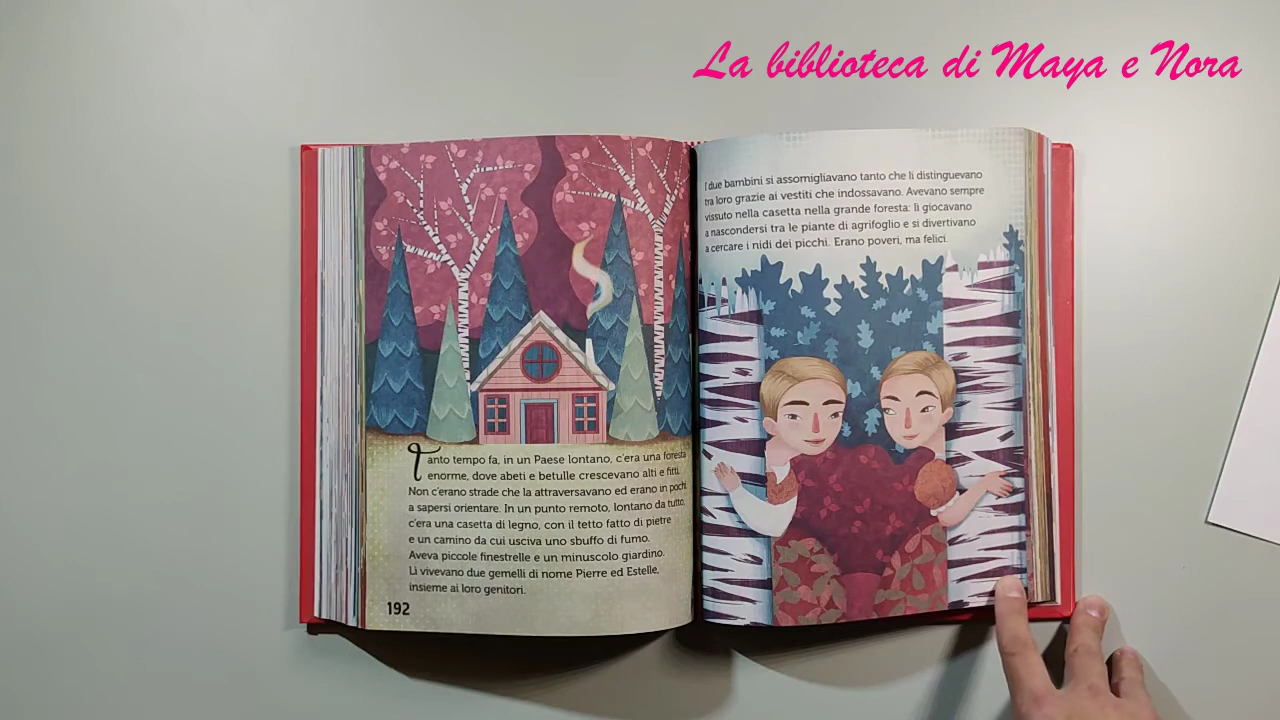 La biblioteca di Maya e Nora
Tanto tempo fa, in un Paese lontano, c'era una foresta
enorme, dove abeti e betulle crescevano alti e fitti.
Non c'erano strade che la attraversavano ed erano in pochi
a sapersi orientare. In un punto remoto, lontano da tutto,
c'era una casetta di legno, con il tetto fatto di pietre
e un camino da cui usciva uno sbuffo di fumo.
Aveva piccole finestrelle e un minuscolo giardino.
Lì vivevano due gemelli di nome Pierre ed Estelle,
insieme ai loro genitori.
192
I due bambini si assomigliavano tanto che li distinguevano
tra loro grazie ai vestiti che indossavano. Avevano sempre
vissuto nella casetta nella grande foresta: lì giocavano
a nascondersi tra le piante di agrifoglio e si divertivano
a cercare i nidi dei picchi. Erano poveri, ma felici.